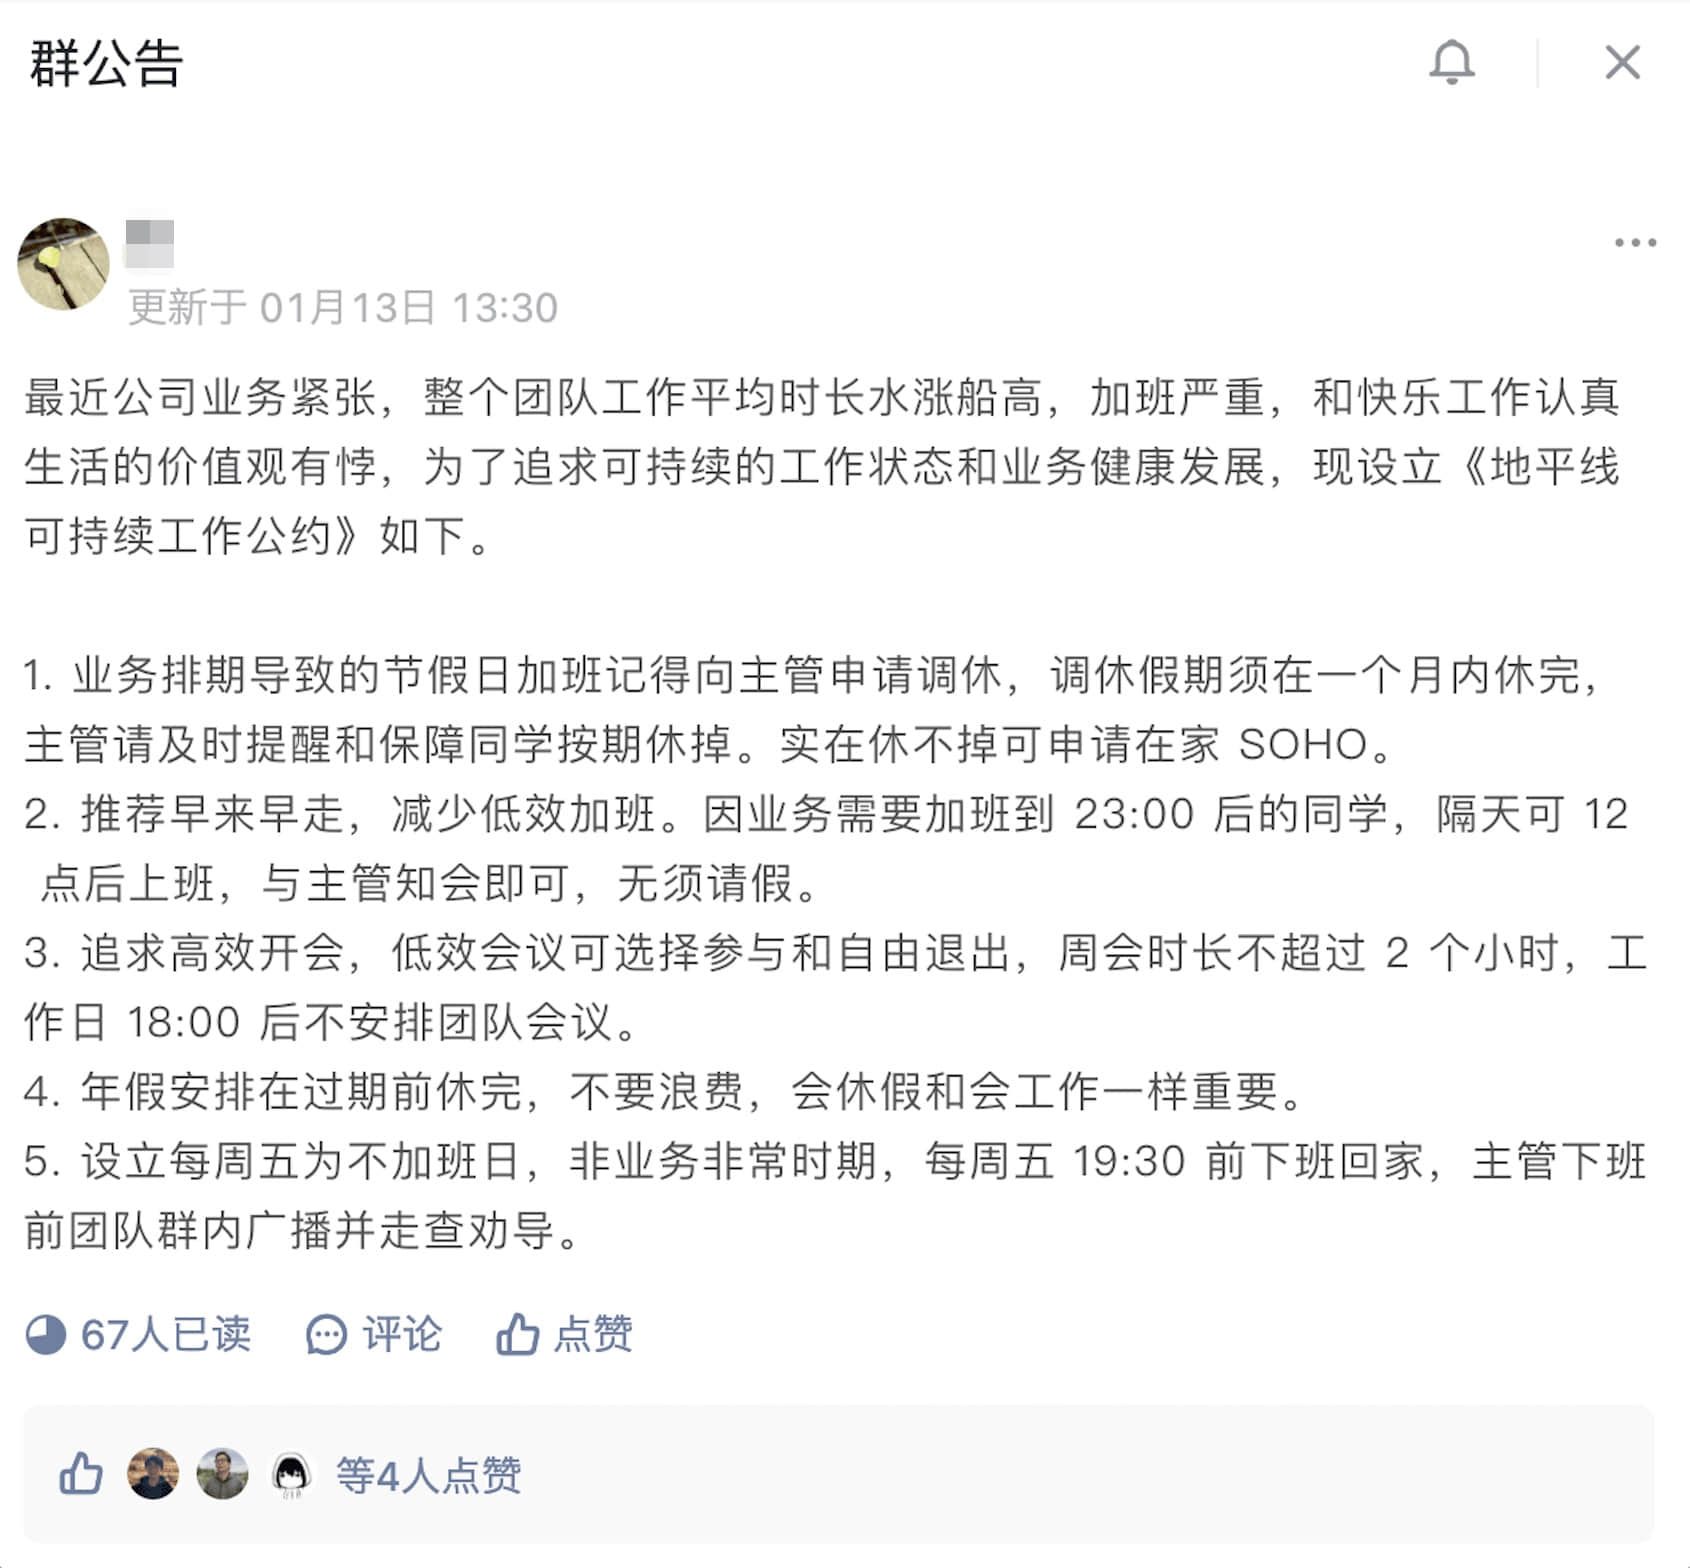 群公告
更新于 01月13日 13:30
最近公司业务紧张，整个团队工作平均时长水涨船高，加班严重，和快乐工作认真
生活的价值观有悖，为了追求可持续的工作状态和业务健康发展，现设立《地平线
可持续工作公约》如下。
1. 业务排期导致的节假日加班记得向主管申请调休，调休假期须在一个月内休完，
主管请及时提醒和保障同学按期休掉。实在休不掉可申请在家 SOHO。
2. 推荐早来早走，减少低效加班。因业务需要加班到 23:00 后的同学，隔天可 12
点后上班，与主管知会即可，无须请假。
3. 追求高效开会，低效会议可选择参与和自由退出，周会时长不超过 2 个小时，工
作日 18:00 后不安排团队会议。
4. 年假安排在过期前休完，不要浪费，会休假和会工作一样重要。
5. 设立每周五为不加班日，非业务非常时期，每周五 19:30 前下班回家，主管下班
前团队群内广播并走查劝导。
67人已读 评论 点赞
等4人点赞